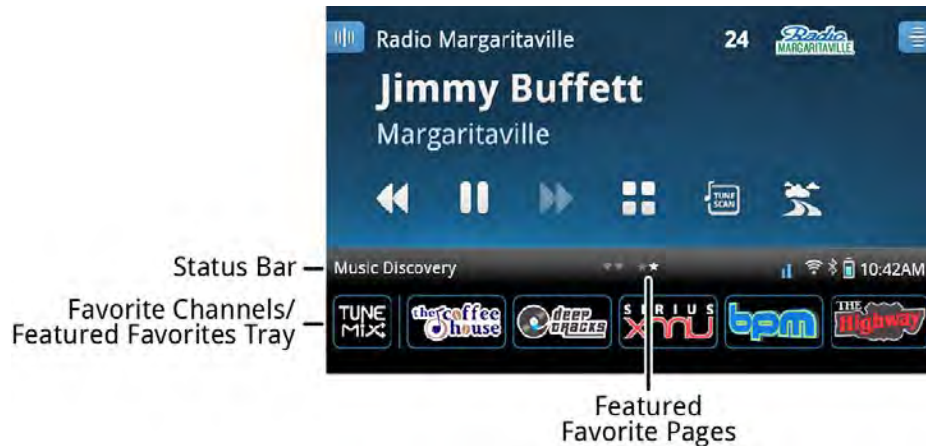 Radio Margaritaville 24 Radio MARGARITAVILLE
Jimmy Buffett
Margaritaville
TUNE SCAN
Status Bar
Music Discovery 10:42AM
Favorite Channels/
Featured Favorites Tray
TUNE MIX the coffee house deep tracks SIRIUS xmu bpm THE Highway
Featured
Favorite Pages